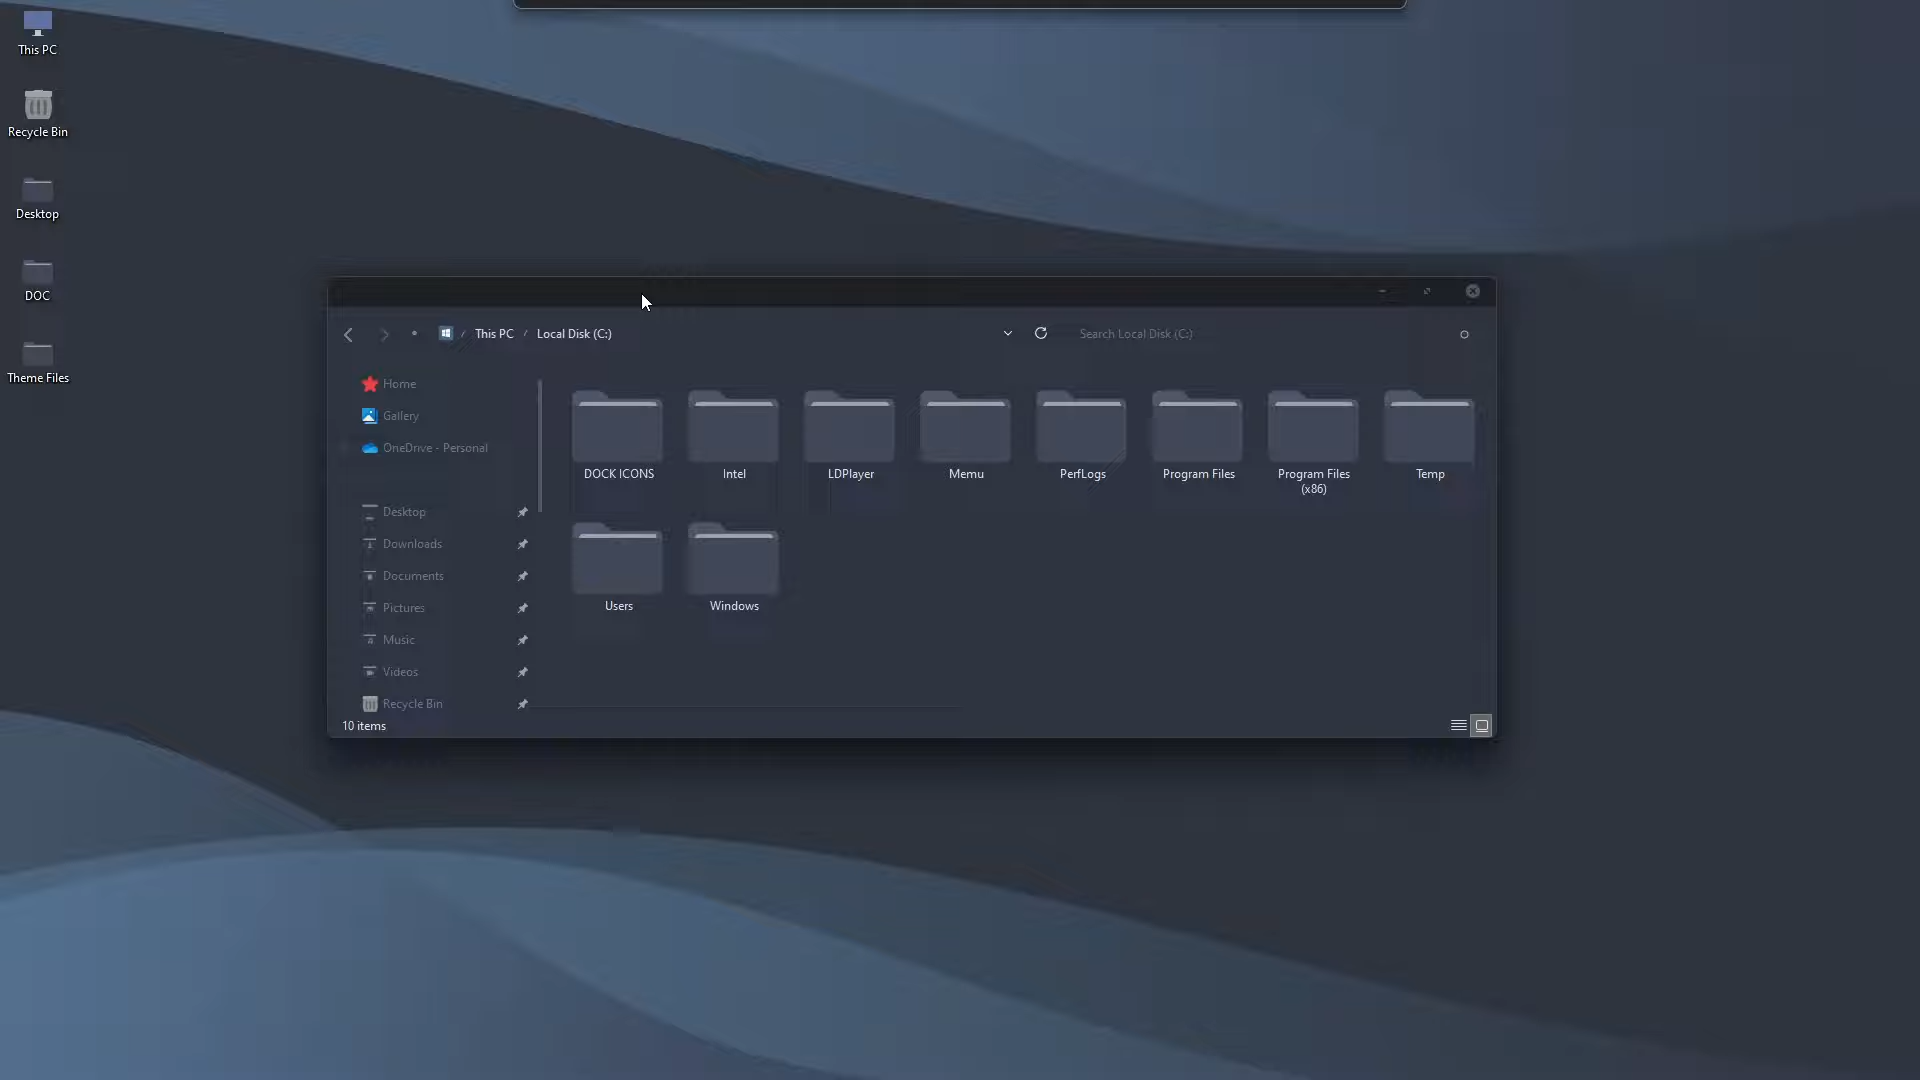 This PC
Recycle Bin
Desktop
DOC
Theme Files
/ This PC / Local Disk (C:)
Search Local Disk (C:)
Home
Gallery
OneDrive - Personal
Desktop
Downloads
Documents
Pictures
Music
Videos
Recycle Bin
DOCK ICONS
Intel
LDPlayer
Memu
PerfLogs
Program Files
Program Files
(x86)
Temp
Users
Windows
10 items